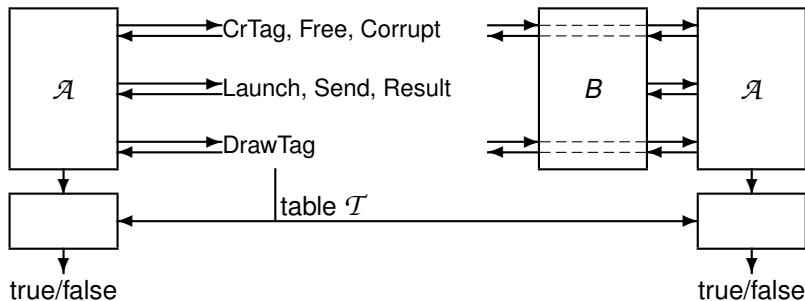 CrTag, Free, Corrupt
𝒜 Launch, Send, Result B 𝒜
DrawTag
table 𝒯
true/false true/false